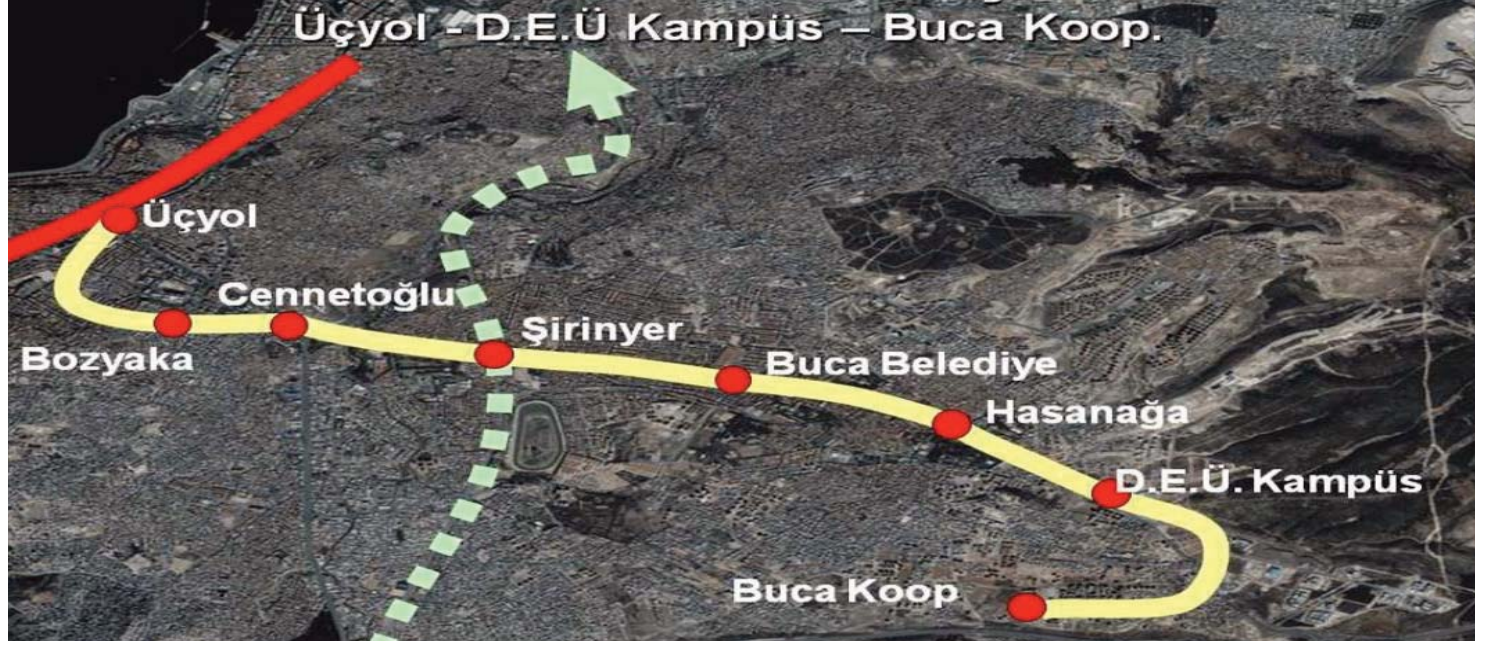 Üçyol - D.E.Ü Kampüs – Buca Koop.
Üçyol
Cennetoğlu
Bozyaka
Şirinyer
Buca Belediye
Hasanağa
D.E.Ü. Kampüs
Buca Koop